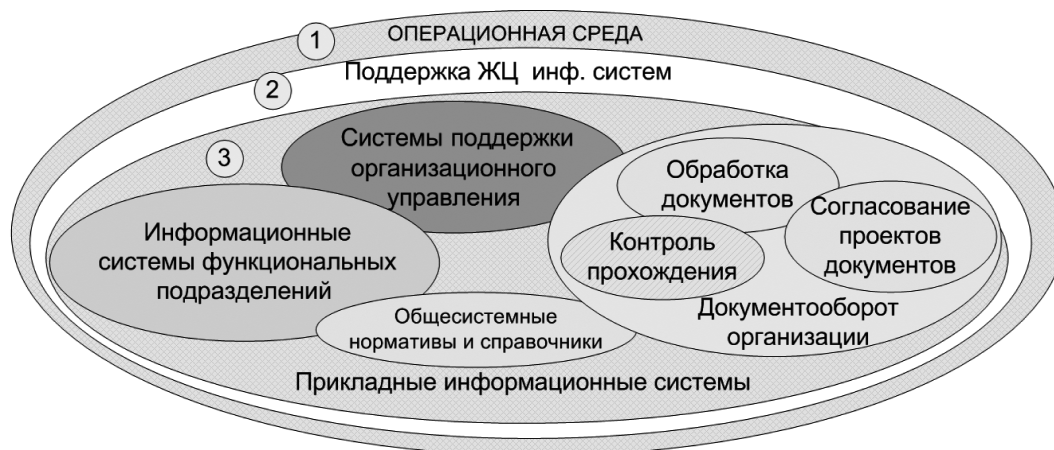 1
ОПЕРАЦИОННАЯ СРЕДА
2
Поддержка ЖЦ инф. систем
3
Системы поддержки
организационного
управления
Обработка
документов
Согласование
проектов
документов
Информационные
системы функциональных
подразделений
Контроль
прохождения
Документооборот
организации
Общесистемные
нормативы и справочники
Прикладные информационные системы